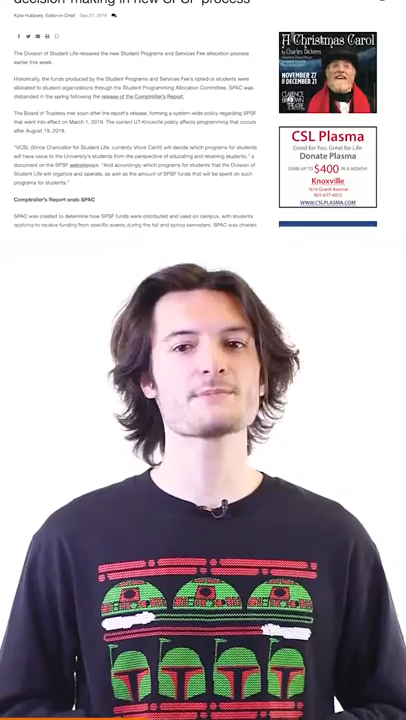 decision-making in new SPSF process
Kylie Hubbard, Editor-in-Chief Sep 27, 2019
The Division of Student Life released the new Student Programs and Services Fee allocation process
earlier this week.
Historically, the funds produced by the Student Programs and Services Fee's opted-in students were
allocated to student organizations through the Student Programming Allocation Committee. SPAC was
disbanded in the spring following the release of the Comptroller's Report.
The Board of Trustees met soon after the report's release, forming a system-wide policy regarding SPSF
that went into effect on March 1, 2019. The current UT-Knoxville policy affects programming that occurs
after August 19, 2019.
"VCSL (Vice Chancellor for Student Life, currently Vince Carilli) will decide which programs for students
will have value to the University's students from the perspective of educating and retaining students," a
document on the SPSF website says. "And accordingly which programs for students that the Division of
Student Life will organize and operate, as well as the amount of SPSF funds that will be spent on such
programs for students."
Comptroller's Report ends SPAC
SPAC was created to determine how SPSF funds were distributed and used on campus, with students
applying to receive funding from specific events during the fall and spring semesters. SPAC was chaired
A Christmas Carol
by Charles Dickens
NOVEMBER 27
DECEMBER 21
CLARENCE
BROWN
THEATRE
CSL Plasma
Good for You. Great for Life.
Donate Plasma
EARN UP TO $400 IN A MONTH!
Knoxville
1616 Grand Avenue
WWW.CSLPLASMA.COM